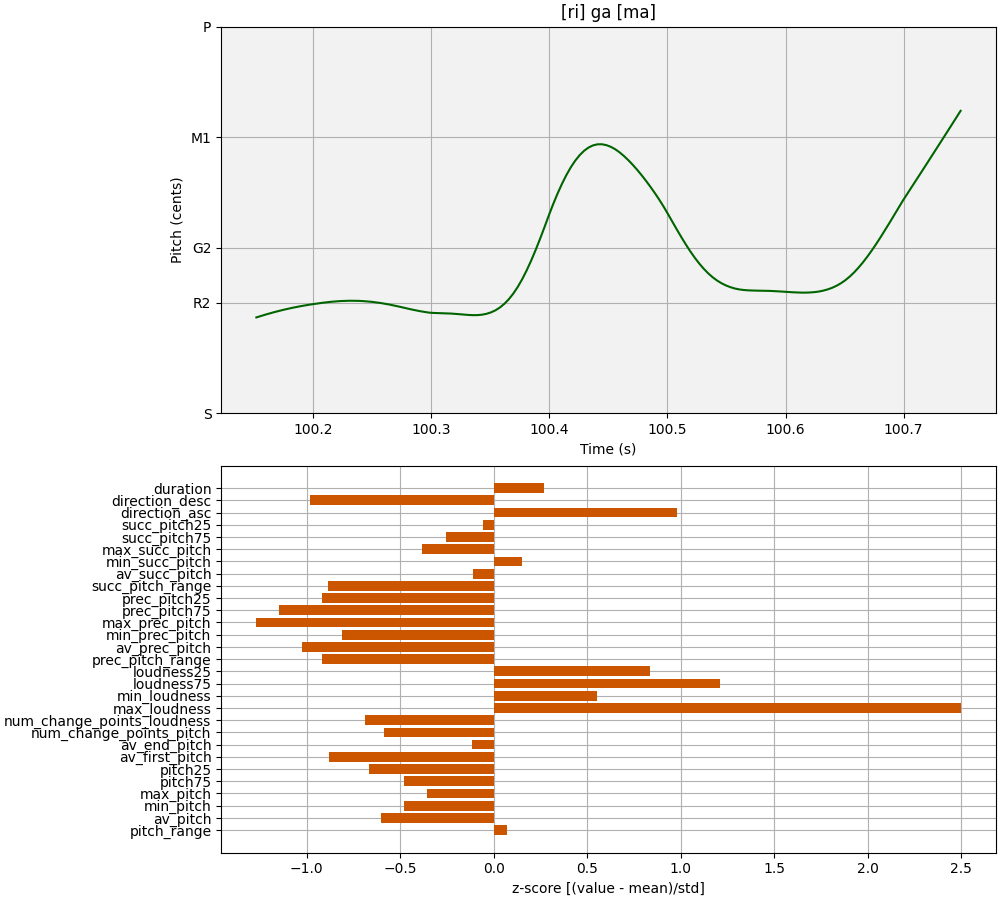 [ri] ga [ma]
P
M1
G2
R2
S
Pitch (cents)
100.2 100.3 100.4 100.5 100.6 100.7
Time (s)
duration
direction_desc
direction_asc
succ_pitch25
succ_pitch75
max_succ_pitch
min_succ_pitch
av_succ_pitch
succ_pitch_range
prec_pitch25
prec_pitch75
max_prec_pitch
min_prec_pitch
av_prec_pitch
prec_pitch_range
loudness25
loudness75
min_loudness
max_loudness
num_change_points_loudness
num_change_points_pitch
av_end_pitch
av_first_pitch
pitch25
pitch75
max_pitch
min_pitch
av_pitch
pitch_range
−1.0 −0.5 0.0 0.5 1.0 1.5 2.0 2.5
z-score [(value - mean)/std]